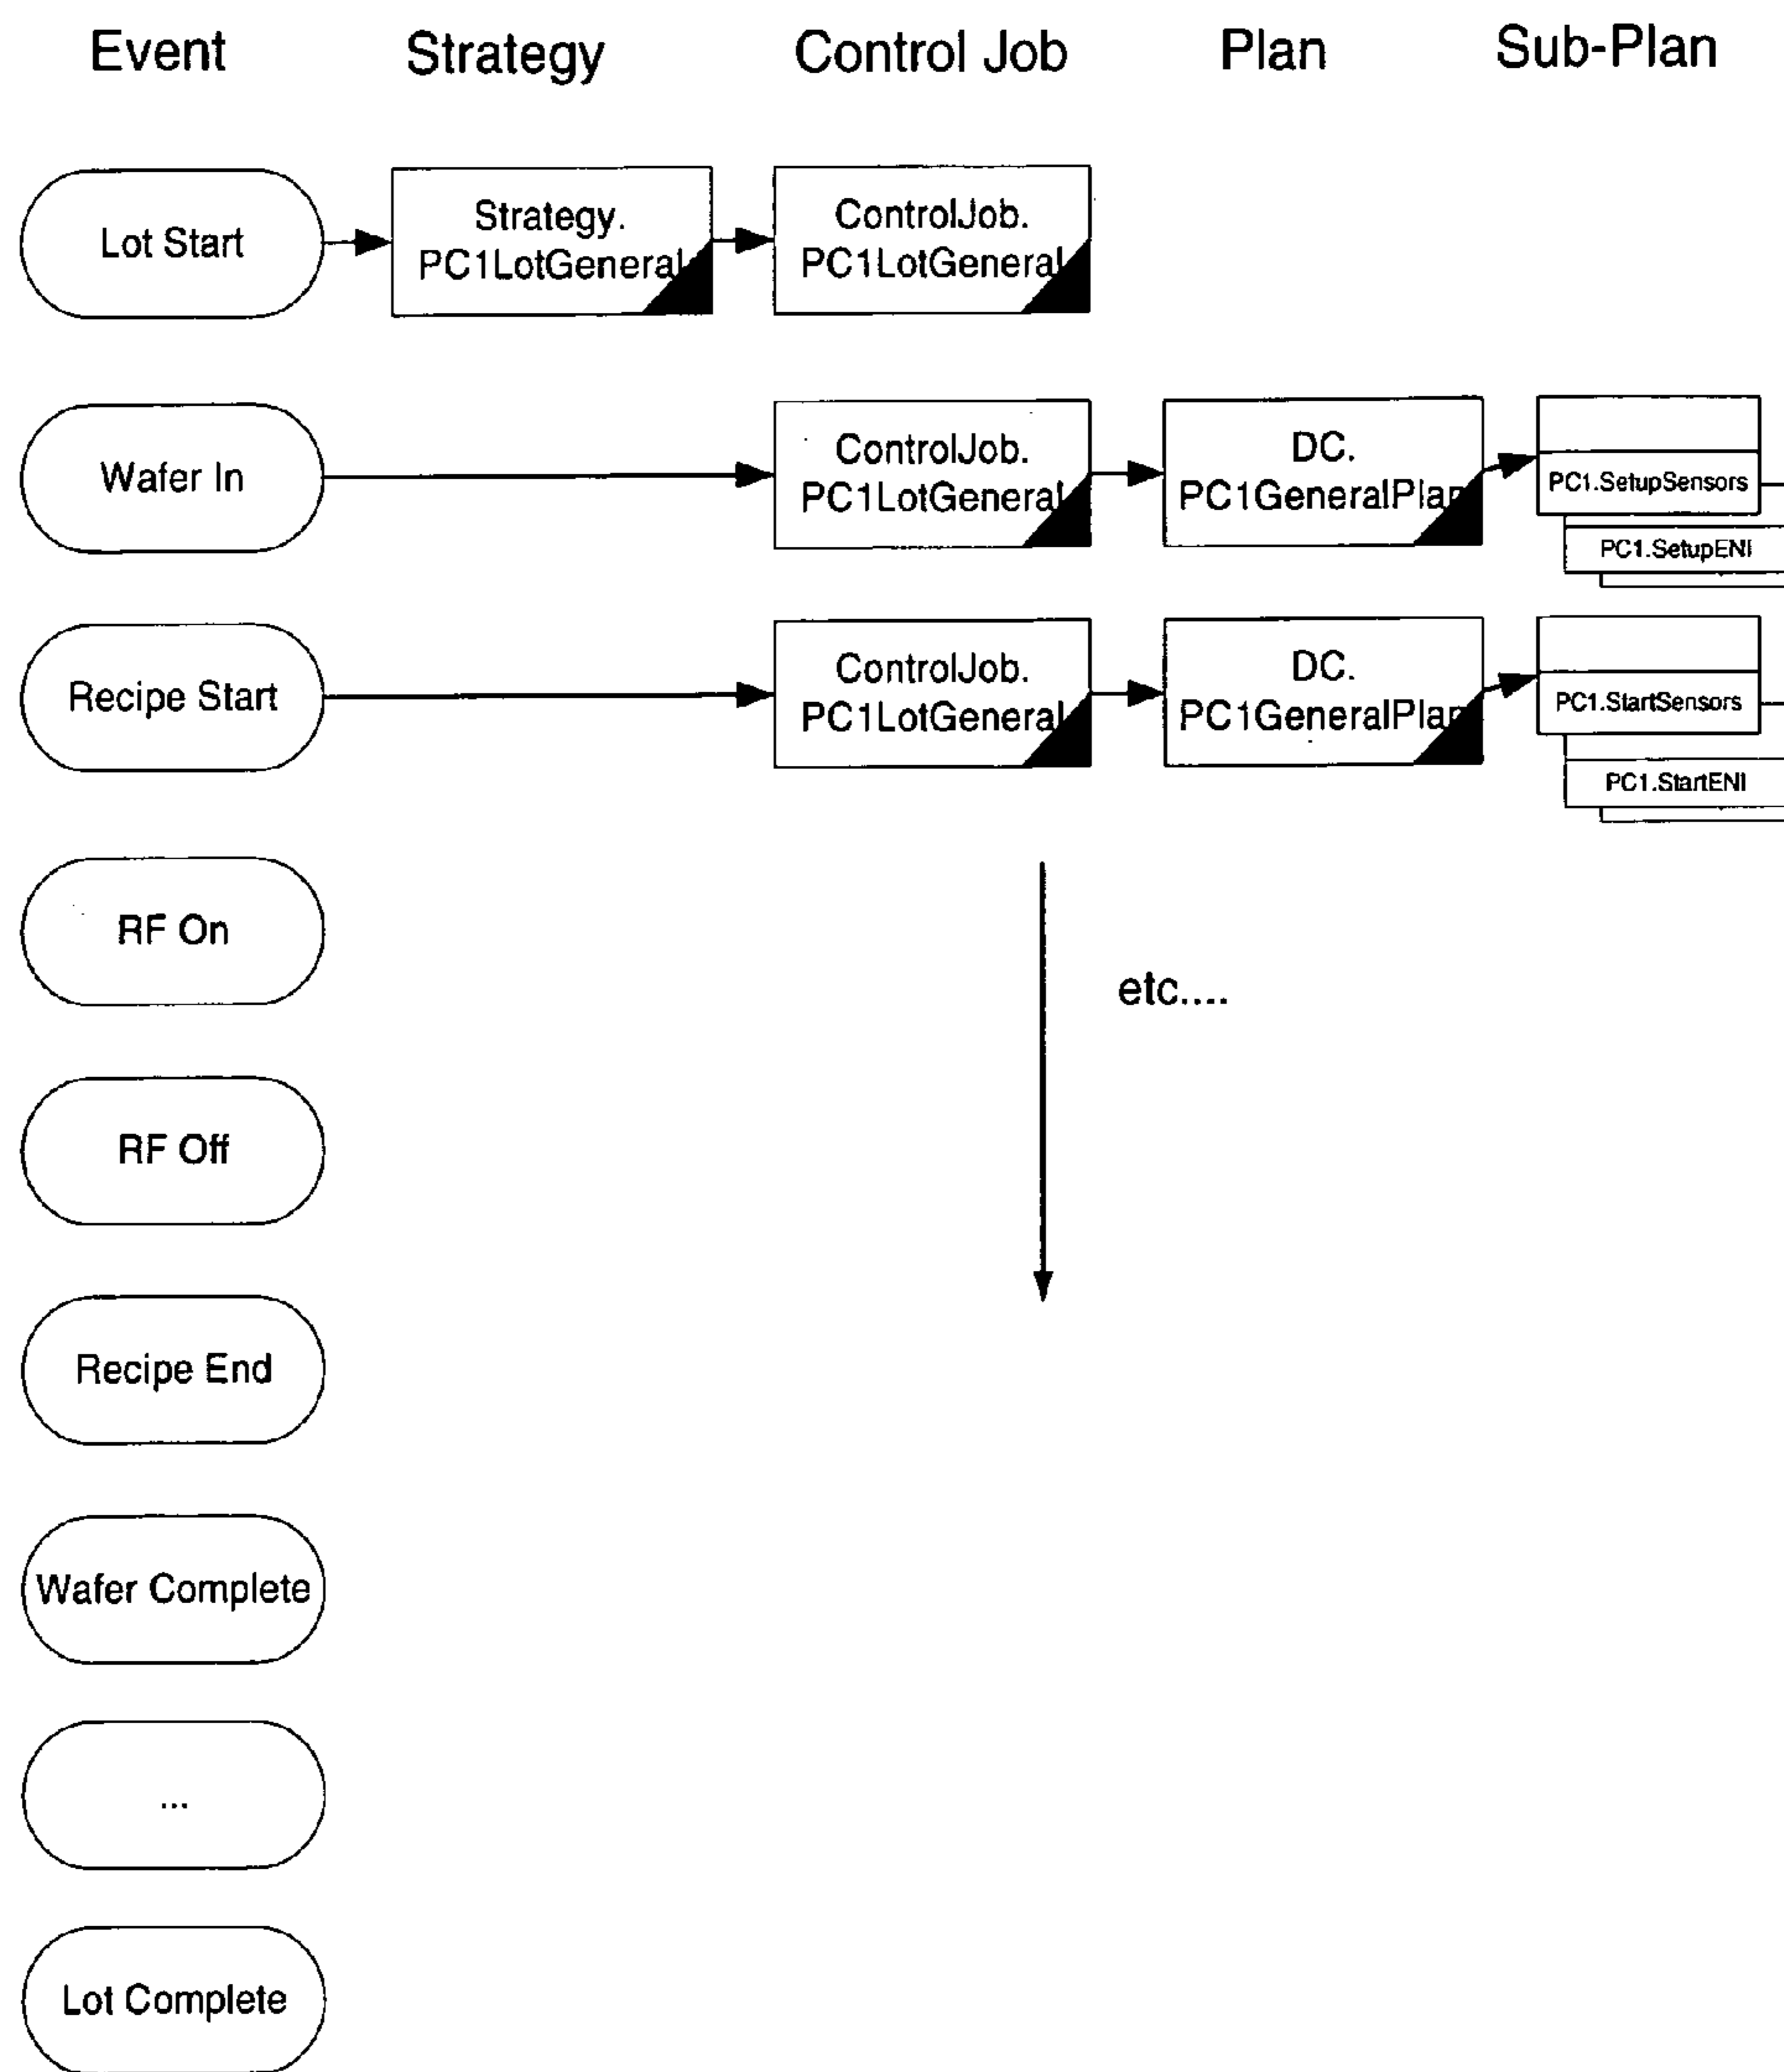 Event Strategy Control Job Plan Sub-Plan
Lot Start
Strategy.
PC1LotGeneral
ControlJob.
PC1LotGeneral
Wafer In
ControlJob.
PC1LotGeneral
DC.
PC1GeneralPlan
PC1.SetupSensors
PC1.SetupENI
Recipe Start
ControlJob.
PC1LotGeneral
DC.
PC1GeneralPlan
PC1.StartSensors
PC1.StartENI
RF On
etc....
RF Off
Recipe End
Wafer Complete
...
Lot Complete